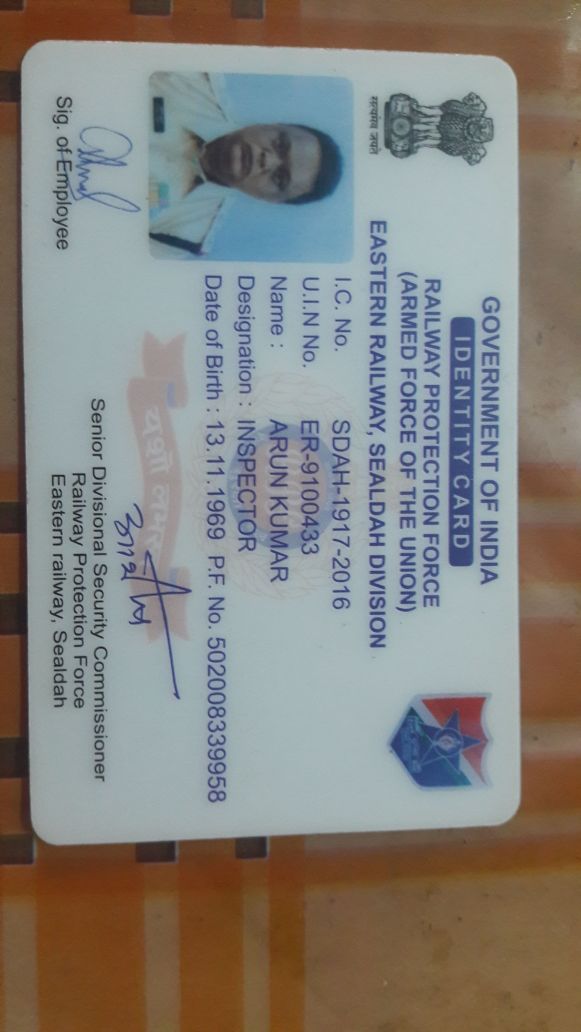 GOVERNMENT OF INDIA
IDENTITY CARD
RAILWAY PROTECTION FORCE
(ARMED FORCE OF THE UNION)
EASTERN RAILWAY, SEALDAH DIVISION
सत्यमेव जयते
I.C. No. SDAH-1917-2016
U.I.N No. ER-9100433
Name : ARUN KUMAR
Designation : INSPECTOR
Date of Birth : 13.11.1969 P.F. No. 502008339958
यशो लभस्व
Sig. of Employee
Senior Divisional Security Commissioner
Railway Protection Force
Eastern railway, Sealdah